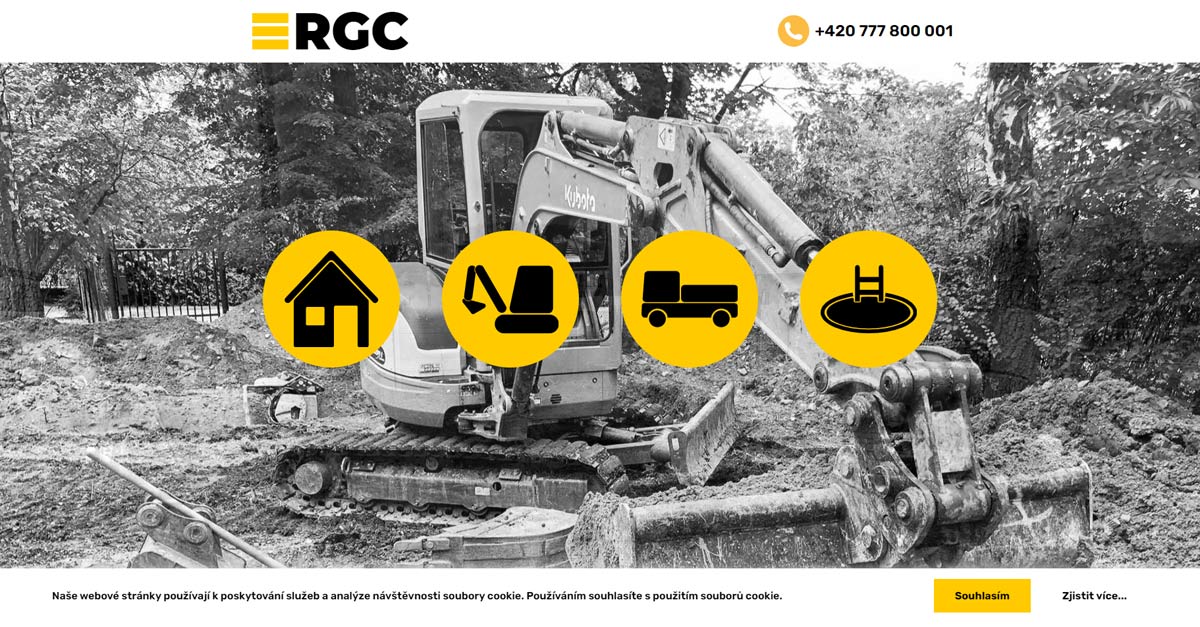 RGC
+420 777 800 001
Kubota
Naše webové stránky používají k poskytování služeb a analýze návštěvnosti soubory cookie. Používáním souhlasíte s použitím souborů cookie.
Souhlasím
Zjistit více...